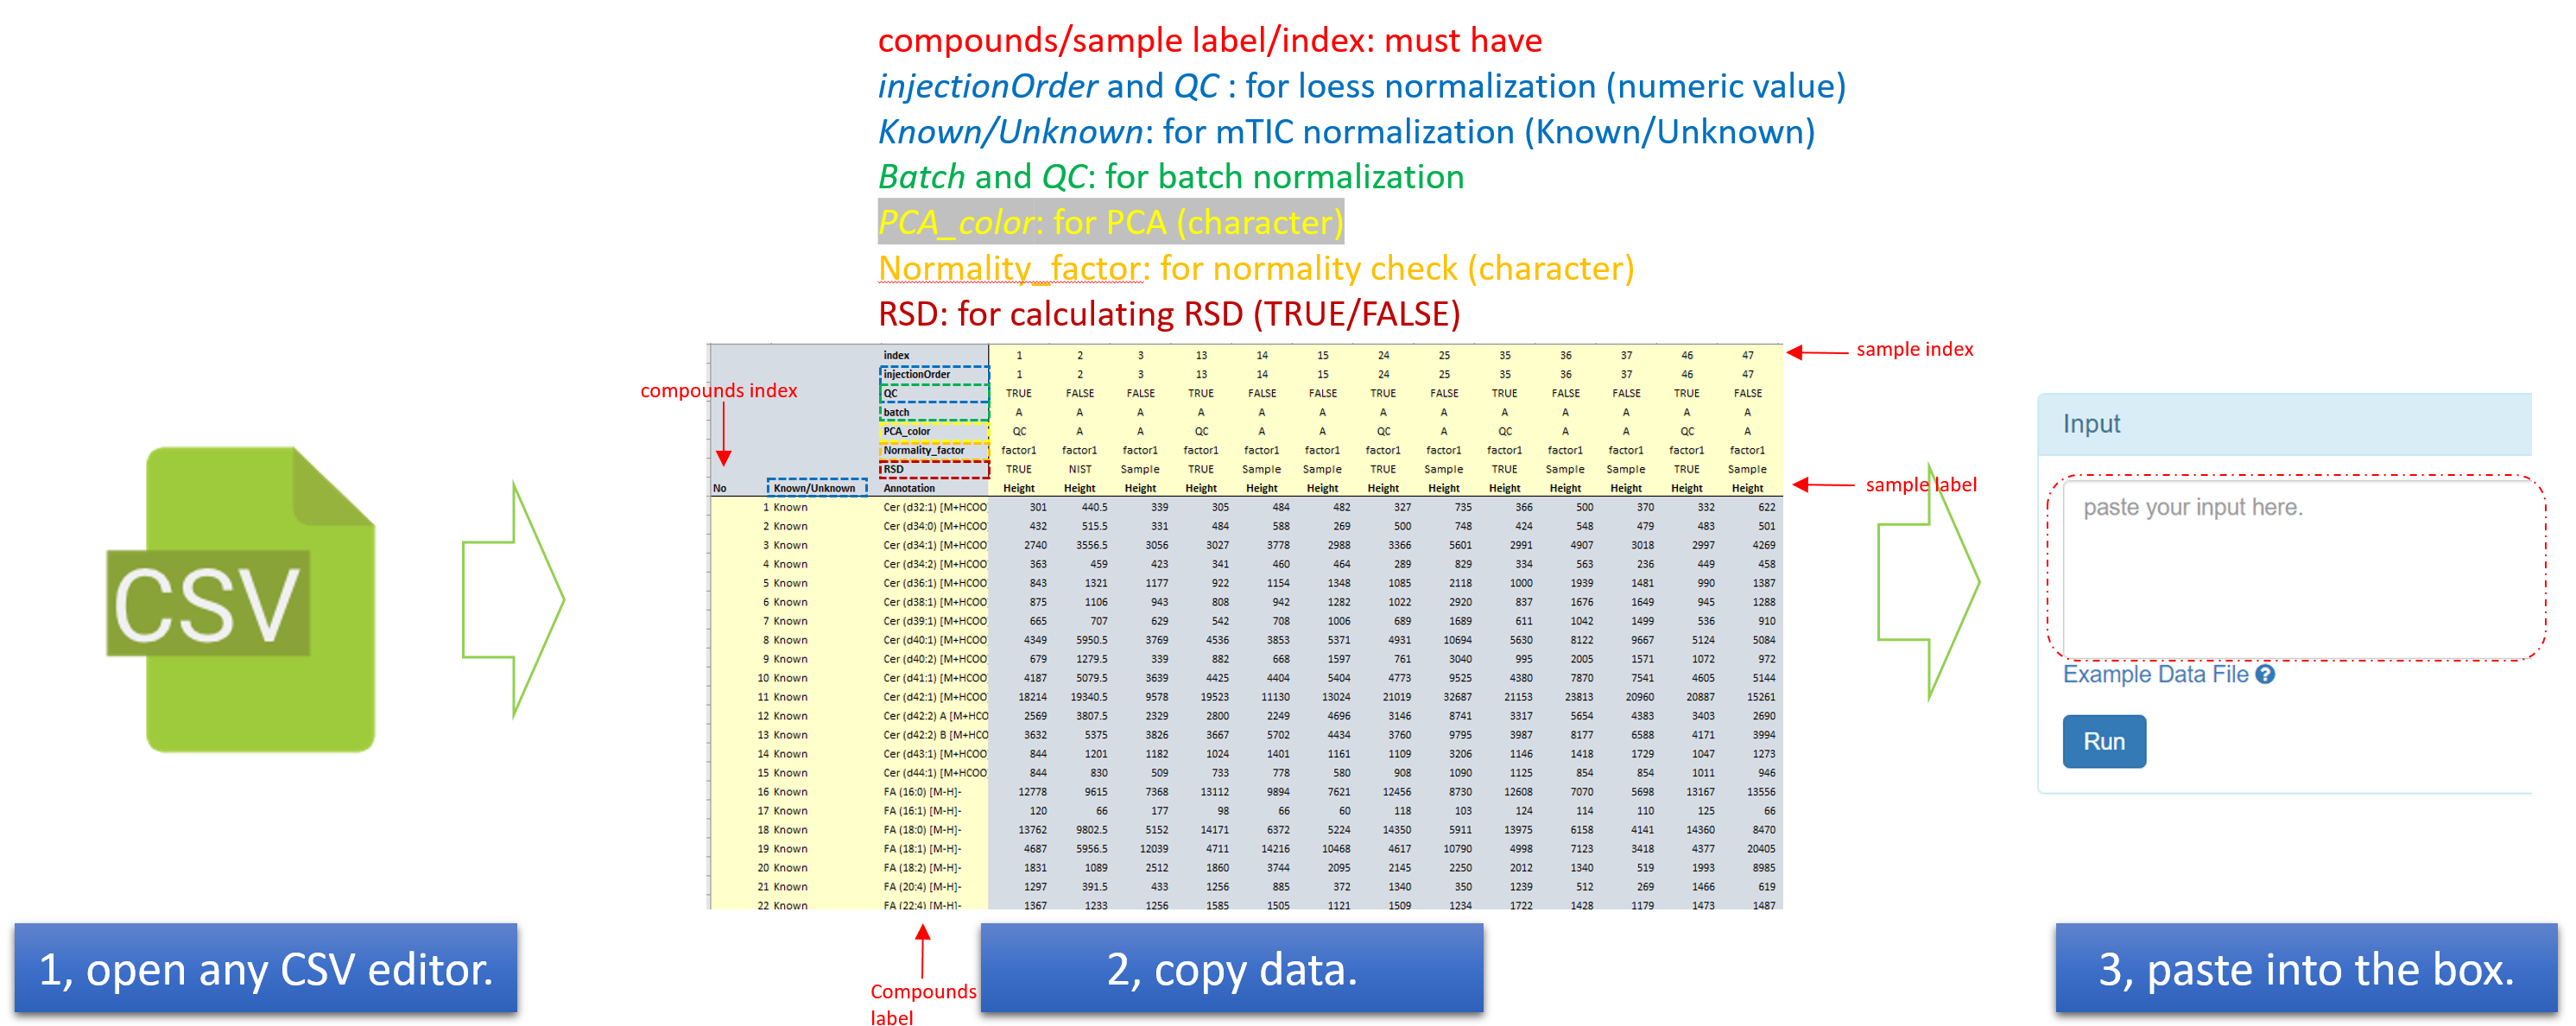 compounds/sample label/index: must have
injectionOrder and QC : for loess normalization (numeric value)
Known/Unknown: for mTIC normalization (Known/Unknown)
Batch and QC: for batch normalization
PCA_color: for PCA (character)
Normality_factor: for normality check (character)
RSD: for calculating RSD (TRUE/FALSE)
index 1 2 3 13 14 15 24 25 35 36 37 46 47
sample index
injectionOrder 1 2 3 13 14 15 24 25 35 36 37 46 47
compounds index
QC TRUE FALSE FALSE TRUE FALSE FALSE TRUE FALSE TRUE FALSE FALSE TRUE FALSE
batch A A A A A A A A A A A A A
PCA_color QC A A QC A A QC A QC A A QC A
Normality_factor factor1 factor1 factor1 factor1 factor1 factor1 factor1 factor1 factor1 factor1 factor1 factor1 factor1
RSD TRUE NIST Sample TRUE Sample Sample TRUE Sample TRUE Sample Sample TRUE Sample
No Known/Unknown Annotation Height Height Height Height Height Height Height Height Height Height Height Height Height
sample label
1 Known Cer (d32:1) [M+HCOO 301 440.5 339 305 484 482 327 735 366 500 370 332 622
2 Known Cer (d34:0) [M+HCOO 432 515.5 331 484 588 269 500 748 424 548 479 483 501
3 Known Cer (d34:1) [M+HCOO 2740 3556.5 3056 3027 3778 2988 3366 5601 2991 4907 3018 2997 4269
4 Known Cer (d34:2) [M+HCOO 363 459 423 341 460 464 289 829 334 563 236 449 458
5 Known Cer (d36:1) [M+HCOO 843 1321 1177 922 1154 1348 1085 2118 1000 1939 1481 990 1387
6 Known Cer (d38:1) [M+HCOO 875 1106 943 808 942 1282 1022 2920 837 1676 1649 945 1288
7 Known Cer (d39:1) [M+HCOO 665 707 629 542 708 1006 689 1689 611 1042 1499 536 910
8 Known Cer (d40:1) [M+HCOO 4349 5950.5 3769 4536 3853 5371 4931 10694 5630 8122 9667 5124 5084
9 Known Cer (d40:2) [M+HCOO 679 1279.5 339 882 668 1597 761 3040 995 2005 1571 1072 972
10 Known Cer (d41:1) [M+HCOO 4187 5079.5 3639 4425 4404 5404 4773 9525 4380 7870 7541 4605 5144
11 Known Cer (d42:1) [M+HCOO 18214 19340.5 9578 19523 11130 13024 21019 32687 21153 23813 20960 20887 15261
12 Known Cer (d42:2) A [M+HCO 2569 3807.5 2329 2800 2249 4696 3146 8741 3317 5654 4383 3403 2690
13 Known Cer (d42:2) B [M+HCO 3632 5375 3826 3667 5702 4434 3760 9795 3987 8177 6588 4171 3994
14 Known Cer (d43:1) [M+HCOO 844 1201 1182 1024 1401 1161 1109 3206 1146 1418 1729 1047 1273
15 Known Cer (d44:1) [M+HCOO 844 830 509 733 778 580 908 1090 1125 854 854 1011 946
16 Known FA (16:0) [M-H]- 12778 9615 7368 13112 9894 7621 12456 8730 12608 7070 5698 13167 13556
17 Known FA (16:1) [M-H]- 120 66 177 98 66 60 118 103 124 114 110 125 66
18 Known FA (18:0) [M-H]- 13762 9802.5 5152 14171 6372 5224 14350 5911 13975 6158 4141 14360 8470
19 Known FA (18:1) [M-H]- 4687 5956.5 12039 4711 14216 10468 4617 10790 4998 7123 3418 4377 20405
20 Known FA (18:2) [M-H]- 1831 1089 2512 1860 3744 2095 2145 2250 2012 1340 519 1993 8985
21 Known FA (20:4) [M-H]- 1297 391.5 433 1256 885 372 1340 350 1239 512 269 1466 619
22 Known FA (22:4) [M-H]- 1367 1233 1256 1585 1505 1121 1509 1234 1722 1428 1179 1473 1487
Compounds
label
CSV
Input
paste your input here.
Example Data File ?
Run
1, open any CSV editor.
2, copy data.
3, paste into the box.